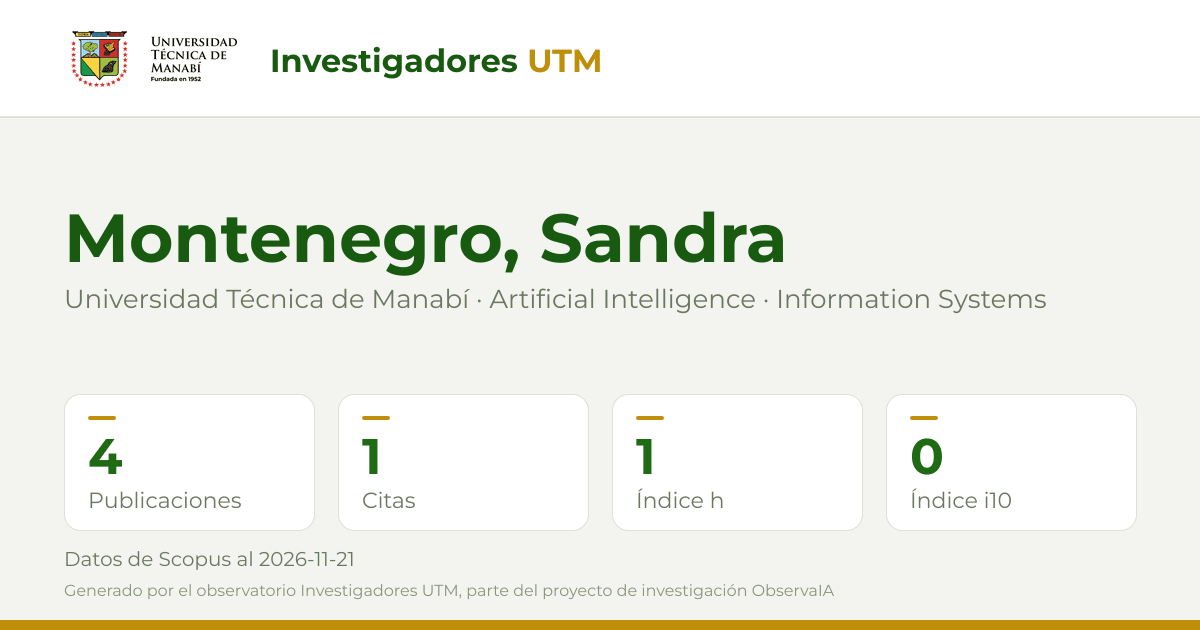 UNIVERSIDAD
TÉCNICA DE
MANABÍ
Fundada en 1952
Investigadores UTM
Montenegro, Sandra
Universidad Técnica de Manabí · Artificial Intelligence · Information Systems
4
Publicaciones
1
Citas
1
Índice h
0
Índice i10
Datos de Scopus al 2026-11-21
Generado por el observatorio Investigadores UTM, parte del proyecto de investigación ObservaIA